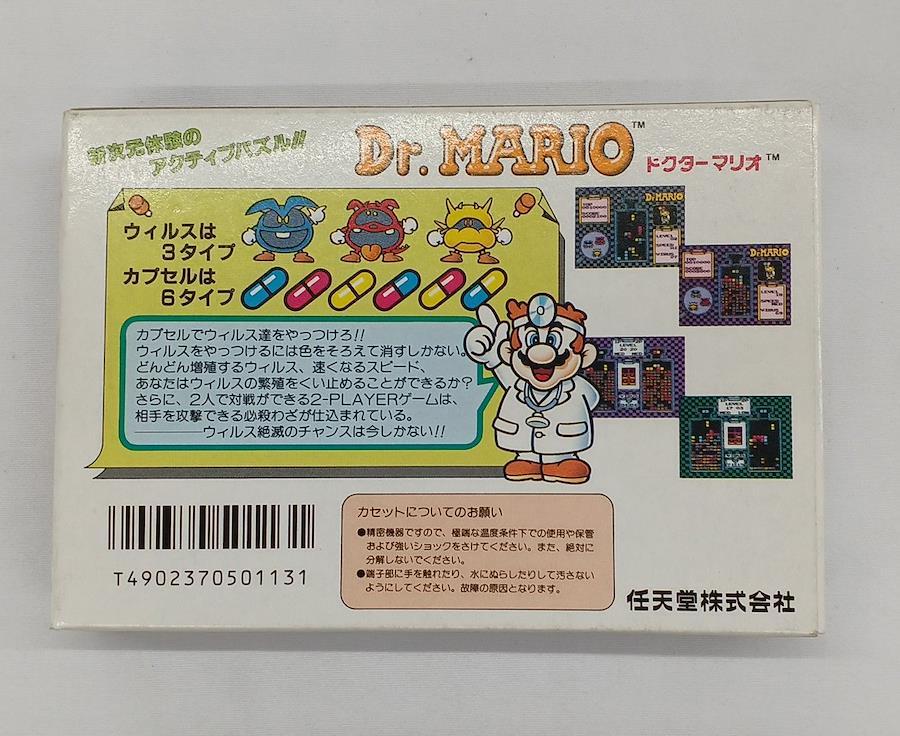 新次元体験の
アクティブパズル!!
Dr. MARIO™
ドクターマリオ™
ウィルスは
3タイプ
カプセルは
6タイプ
カプセルでウィルス達をやっつけろ!!
ウィルスをやっつけるには色をそろえて消すしかない。
どんどん増殖するウィルス、速くなるスピード、
あなたはウィルスの繁殖をくい止めることができるか?
さらに、2人で対戦ができる2-PLAYERゲームは、
相手を攻撃できる必殺わざが仕込まれている。
――ウィルス絶滅のチャンスは今しかない!!
Dr.MARIO
TOP
SCORE
LEVEL
Dr.MARIO
TOP
SCORE
LEVEL
SPEED
VIRUS
LEVEL
20 20
LEVEL
T4902370501131
カセットについてのお願い
●精密機器ですので、極端な温度条件下での使用や保管
および強いショックをさけてください。また、絶対に
分解しないでください。
●端子部に手を触れたり、水にぬらしたりして汚さない
ようにしてください。故障の原因となります。
任天堂株式会社